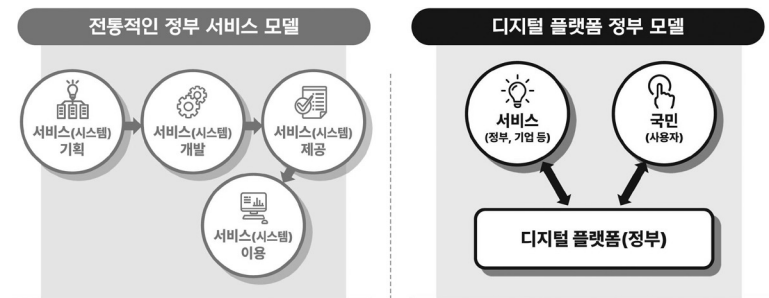 전통적인 정부 서비스 모델
서비스(시스템)
기획
서비스(시스템)
개발
서비스(시스템)
제공
서비스(시스템)
이용
디지털 플랫폼 정부 모델
서비스
(정부, 기업 등)
국민
(사용자)
디지털 플랫폼(정부)